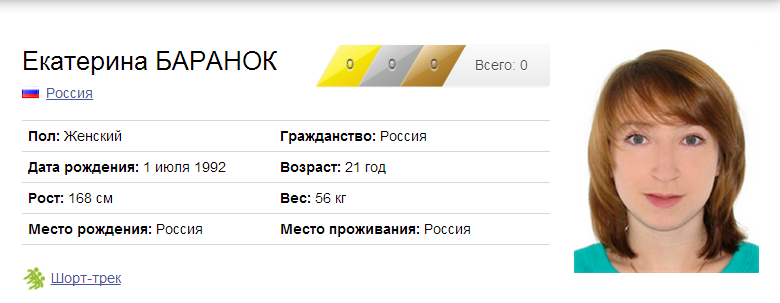 Екатерина БАРАНОК
0 0 0 Всего: 0
Россия
Пол: Женский Гражданство: Россия
Дата рождения: 1 июля 1992 Возраст: 21 год
Рост: 168 см Вес: 56 кг
Место рождения: Россия Место проживания: Россия
Шорт-трек